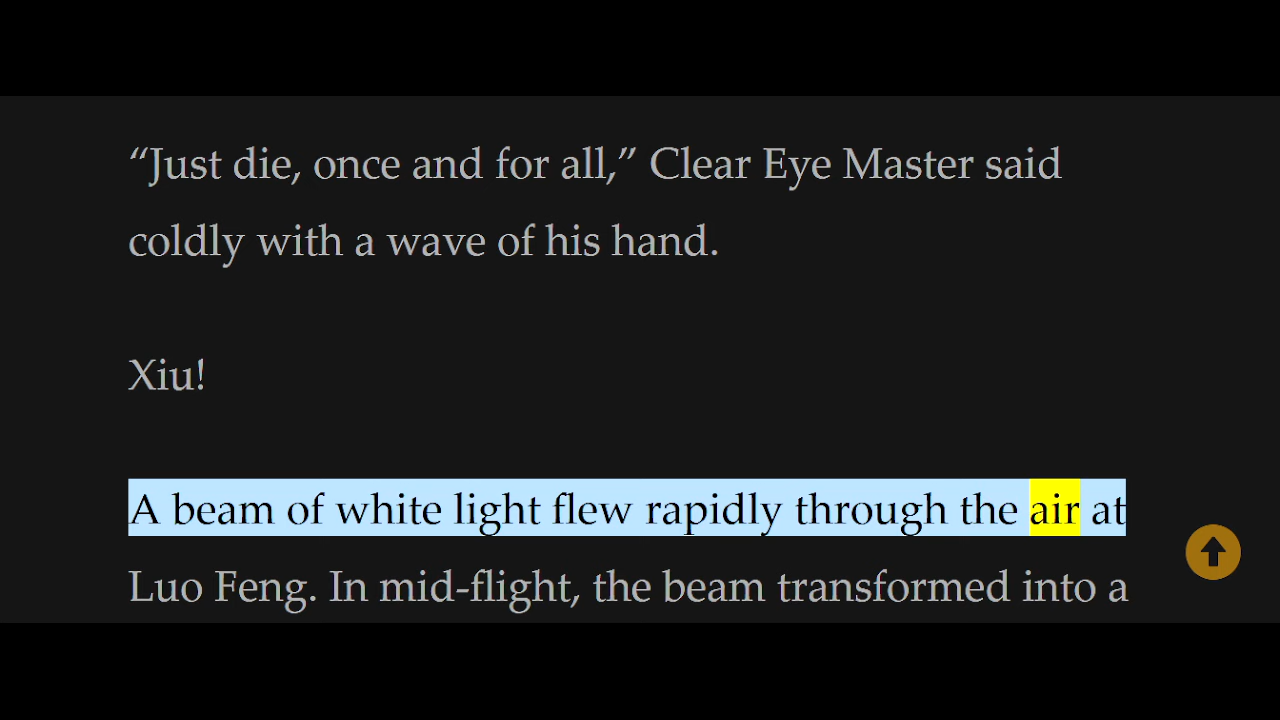 “Just die, once and for all,” Clear Eye Master said
coldly with a wave of his hand.
Xiu!
A beam of white light flew rapidly through the air at
Luo Feng. In mid-flight, the beam transformed into a